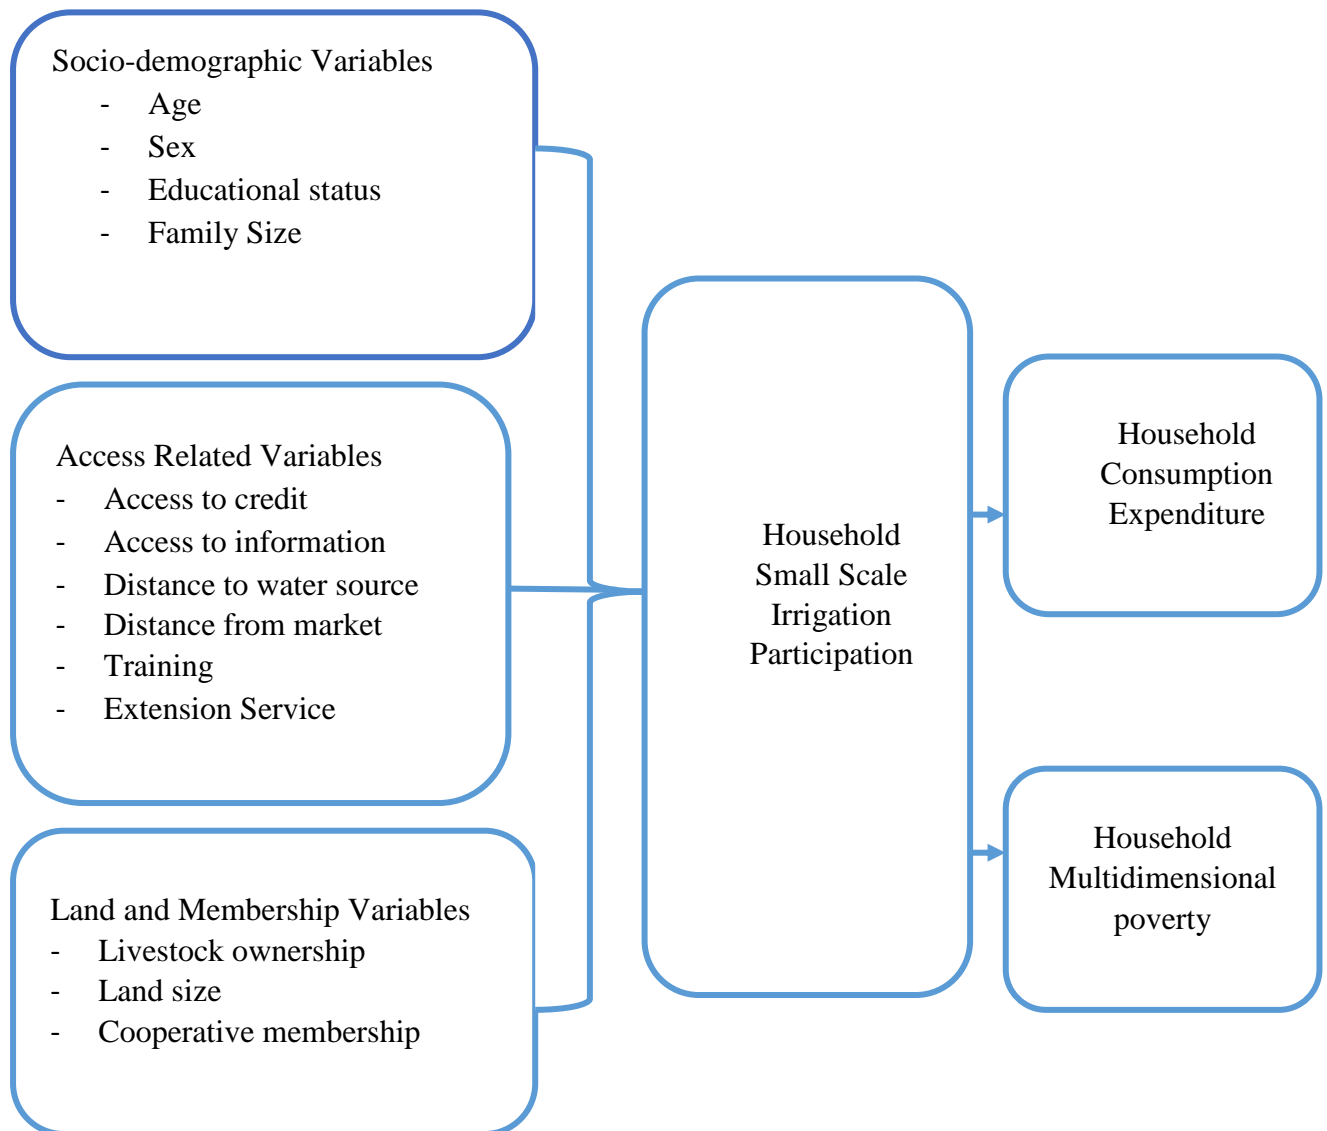 Socio-demographic Variables
- Age
- Sex
- Educational status
- Family Size
Access Related Variables
- Access to credit
- Access to information
- Distance to water source
- Distance from market
- Training
- Extension Service
Land and Membership Variables
- Livestock ownership
- Land size
- Cooperative membership
Household
Small Scale
Irrigation
Participation
Household
Consumption
Expenditure
Household
Multidimensional
poverty